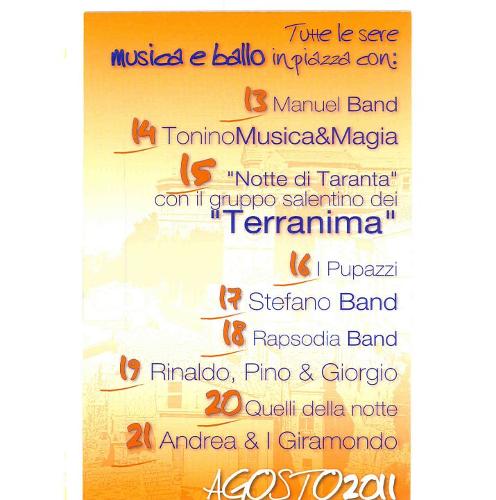 Tutte le sere
musica e ballo in piazza con:
13 Manuel Band
14 ToninoMusica&Magia
15 "Notte di Taranta"
con il gruppo salentino dei
"Terranima"
16 I Pupazzi
17 Stefano Band
18 Rapsodia Band
19 Rinaldo, Pino & Giorgio
20 Quelli della notte
21 Andrea & I Giramondo
AGOSTO2011